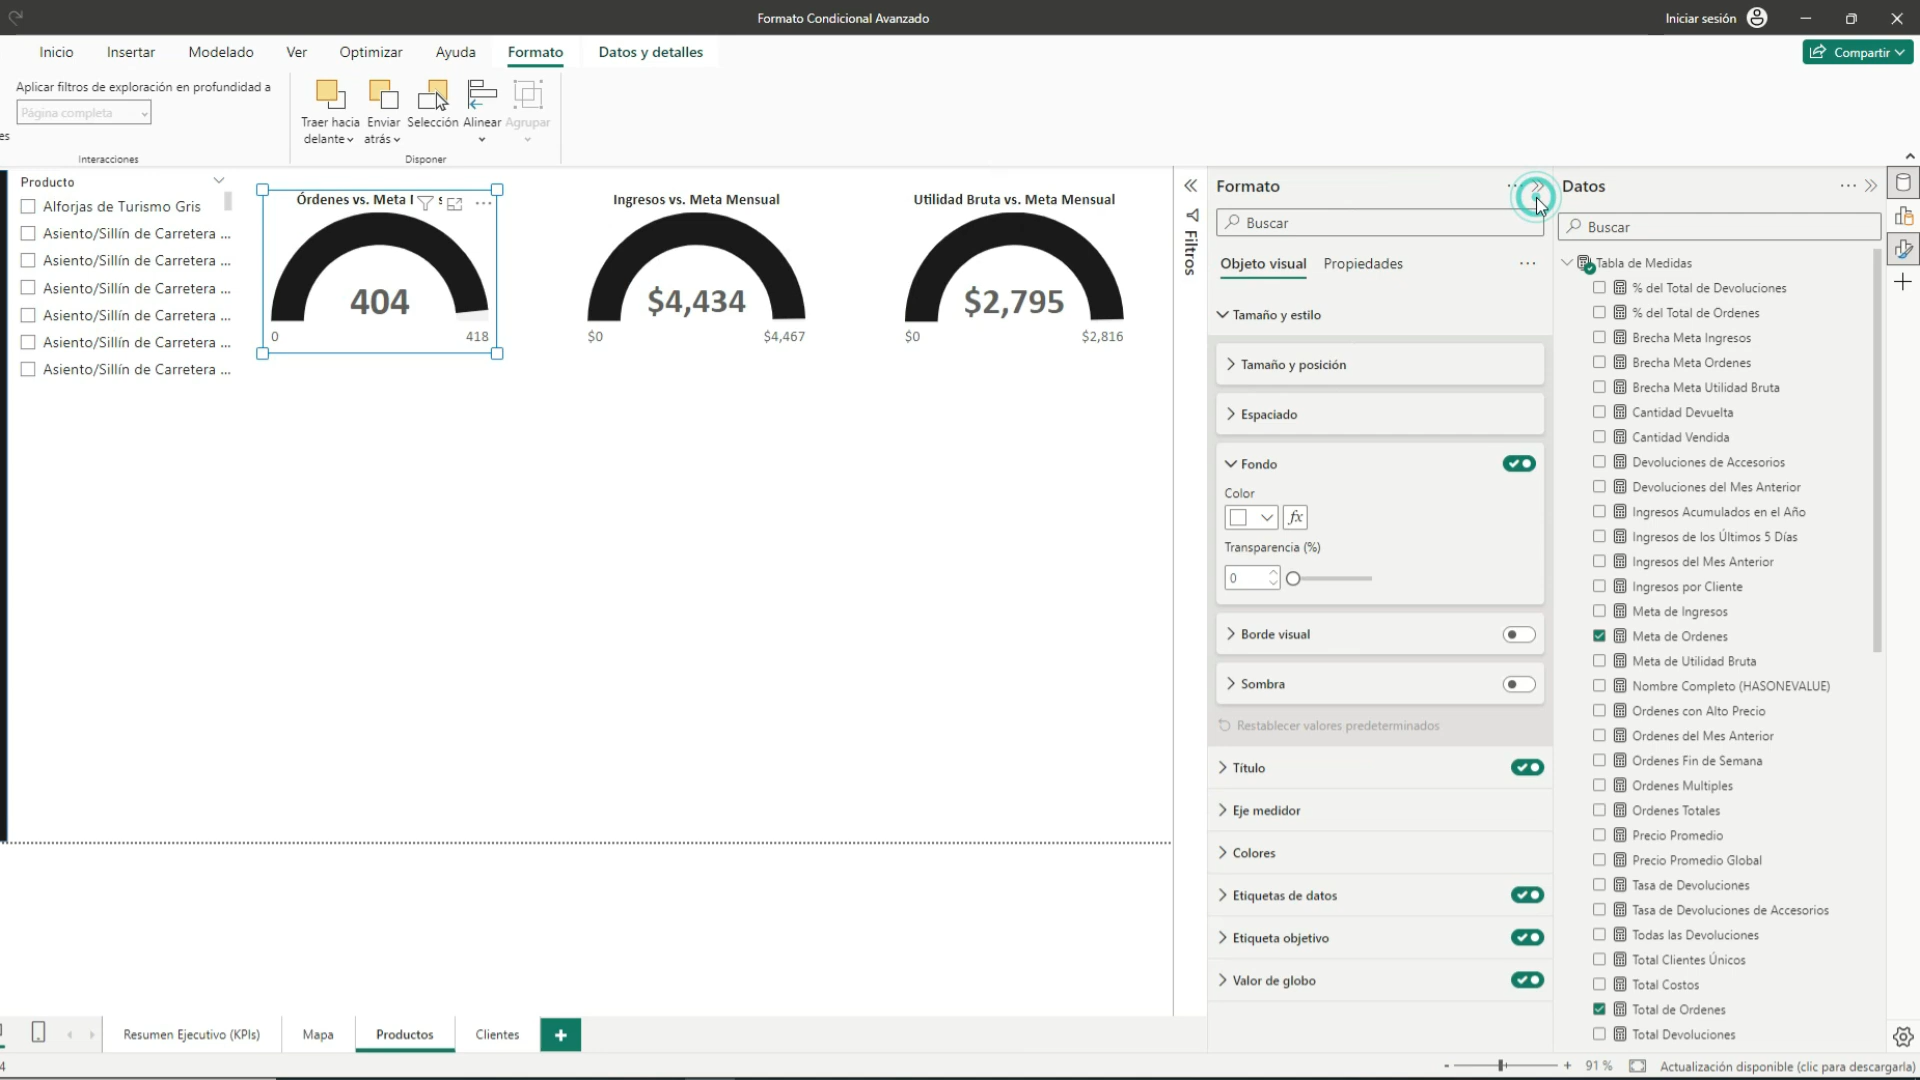 Formato Condicional Avanzado
Iniciar sesión
Inicio
Insertar
Modelado
Ver
Optimizar
Ayuda
Formato
Datos y detalles
Compartir
Aplicar filtros de exploración en profundidad a
Página completa
es
Interacciones
Traer hacia
delante
Enviar
atrás
Selección
Alinear
Agrupar
Disponer
Producto
Alforjas de Turismo Gris
Asiento/Sillín de Carretera ...
Asiento/Sillín de Carretera ...
Asiento/Sillín de Carretera ...
Asiento/Sillín de Carretera ...
Asiento/Sillín de Carretera ...
Asiento/Sillín de Carretera ...
Órdenes vs. Meta
404
0
418
Ingresos vs. Meta Mensual
$4,434
$0
$4,467
Utilidad Bruta vs. Meta Mensual
$2,795
$0
$2,816
Filtros
Formato
Buscar
Objeto visual
Propiedades
Tamaño y estilo
Tamaño y posición
Espaciado
Fondo
Color
fx
Transparencia (%)
0
Borde visual
Sombra
Restablecer valores predeterminados
Título
Eje medidor
Colores
Etiquetas de datos
Etiqueta objetivo
Valor de globo
Datos
Buscar
Tabla de Medidas
% del Total de Devoluciones
% del Total de Ordenes
Brecha Meta Ingresos
Brecha Meta Ordenes
Brecha Meta Utilidad Bruta
Cantidad Devuelta
Cantidad Vendida
Devoluciones de Accesorios
Devoluciones del Mes Anterior
Ingresos Acumulados en el Año
Ingresos de los Últimos 5 Días
Ingresos del Mes Anterior
Ingresos por Cliente
Meta de Ingresos
Meta de Ordenes
Meta de Utilidad Bruta
Nombre Completo (HASONEVALUE)
Ordenes con Alto Precio
Ordenes del Mes Anterior
Ordenes Fin de Semana
Ordenes Multiples
Ordenes Totales
Precio Promedio
Precio Promedio Global
Tasa de Devoluciones
Tasa de Devoluciones de Accesorios
Todas las Devoluciones
Total Clientes Únicos
Total Costos
Total de Ordenes
Total Devoluciones
Resumen Ejecutivo (KPIs)
Mapa
Productos
Clientes
4
- + 91 %
Actualización disponible (clic para descargarla)